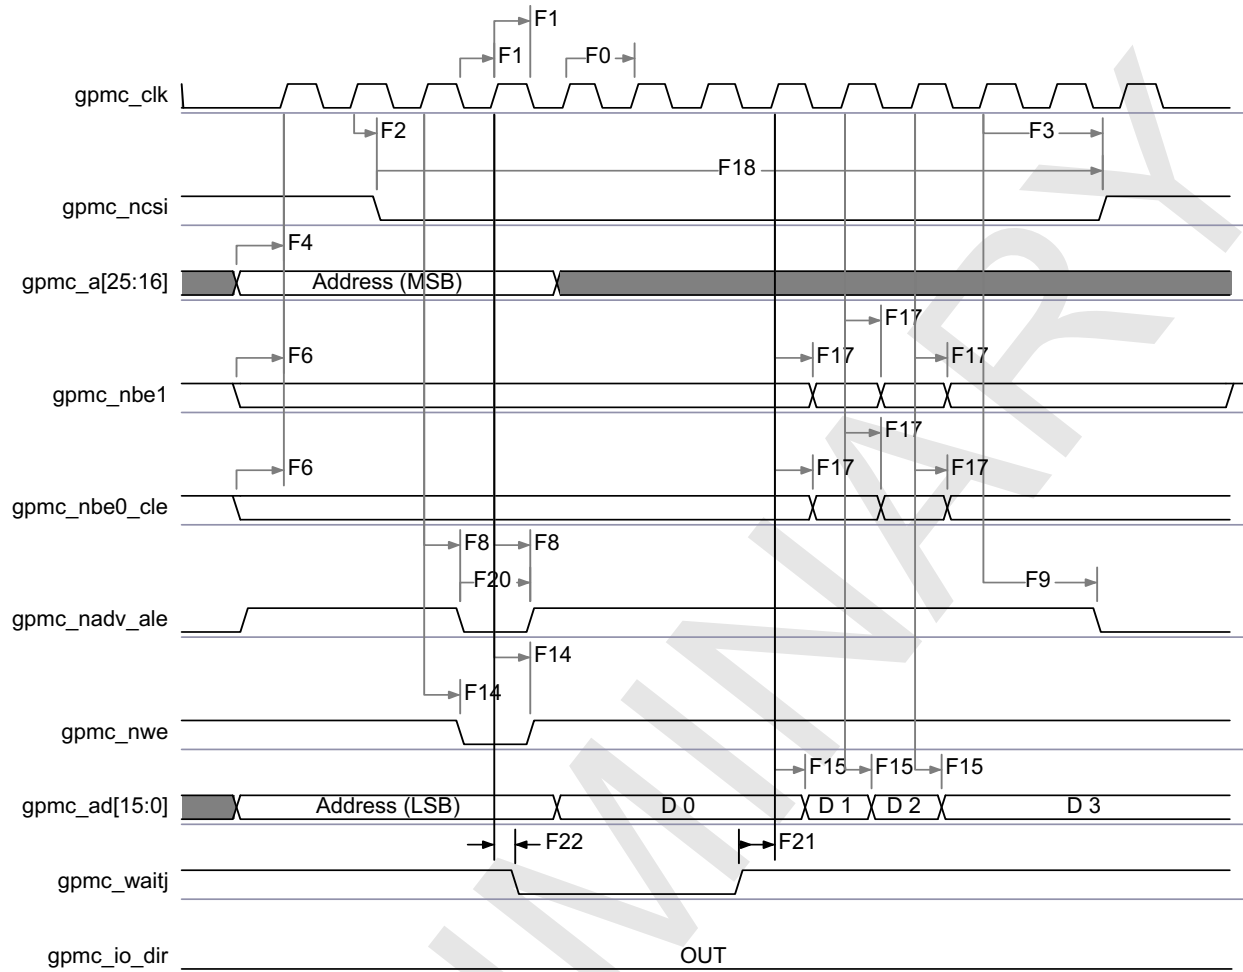 F1
F1 F0
gpmc_clk
F2 F3
F18
gpmc_ncsi
F4
gpmc_a[25:16] Address (MSB)
F17
F6 F17 F17
gpmc_nbe1
F17
F6 F17 F17
gpmc_nbe0_cle
F8 F8
F20 F9
gpmc_nadv_ale
F14
F14
gpmc_nwe
F15 F15 F15
gpmc_ad[15:0] Address (LSB) D 0 D 1 D 2 D 3
F22 F21
gpmc_waitj
gpmc_io_dir OUT